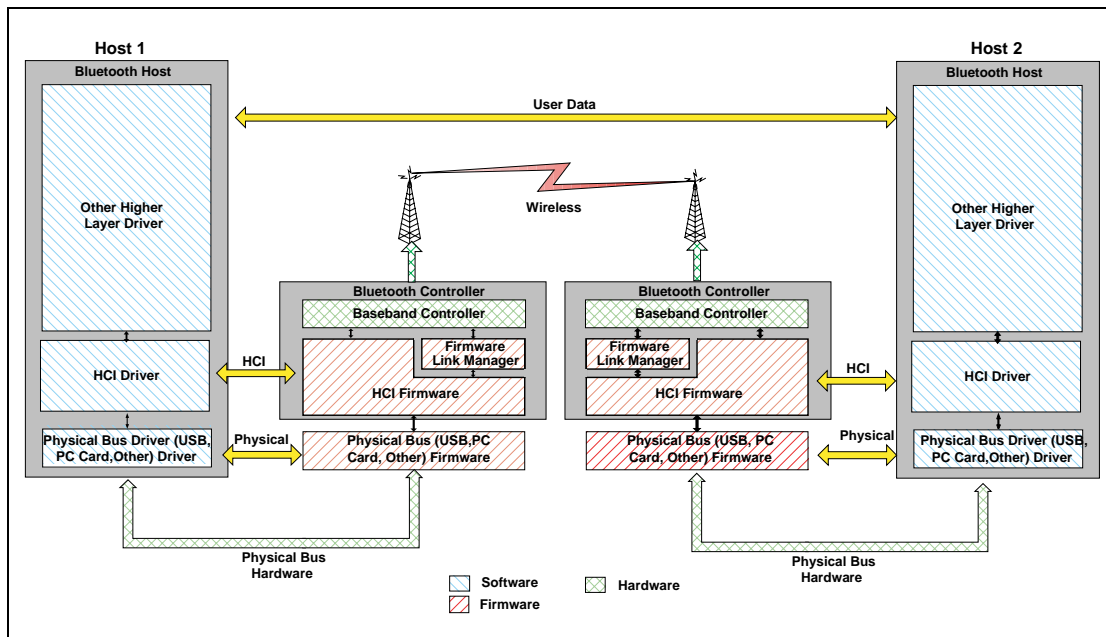 Host 1
Host 2
Bluetooth Host
Bluetooth Host
User Data
Other Higher
Layer Driver
Wireless
Other Higher
Layer Driver
Bluetooth Controller
Baseband Controller
Firmware
Link Manager
HCI Firmware
Bluetooth Controller
Baseband Controller
Firmware
Link Manager
HCI Firmware
HCI Driver
HCI
HCI
HCI Driver
Physical Bus Driver (USB,
PC Card,Other) Driver
Physical
Physical Bus (USB,PC
Card, Other) Firmware
Physical Bus (USB, PC
Card, Other) Firmware
Physical
Physical Bus Driver (USB,
PC Card,Other) Driver
Physical Bus
Hardware
Physical Bus
Hardware
Software
Hardware
Firmware